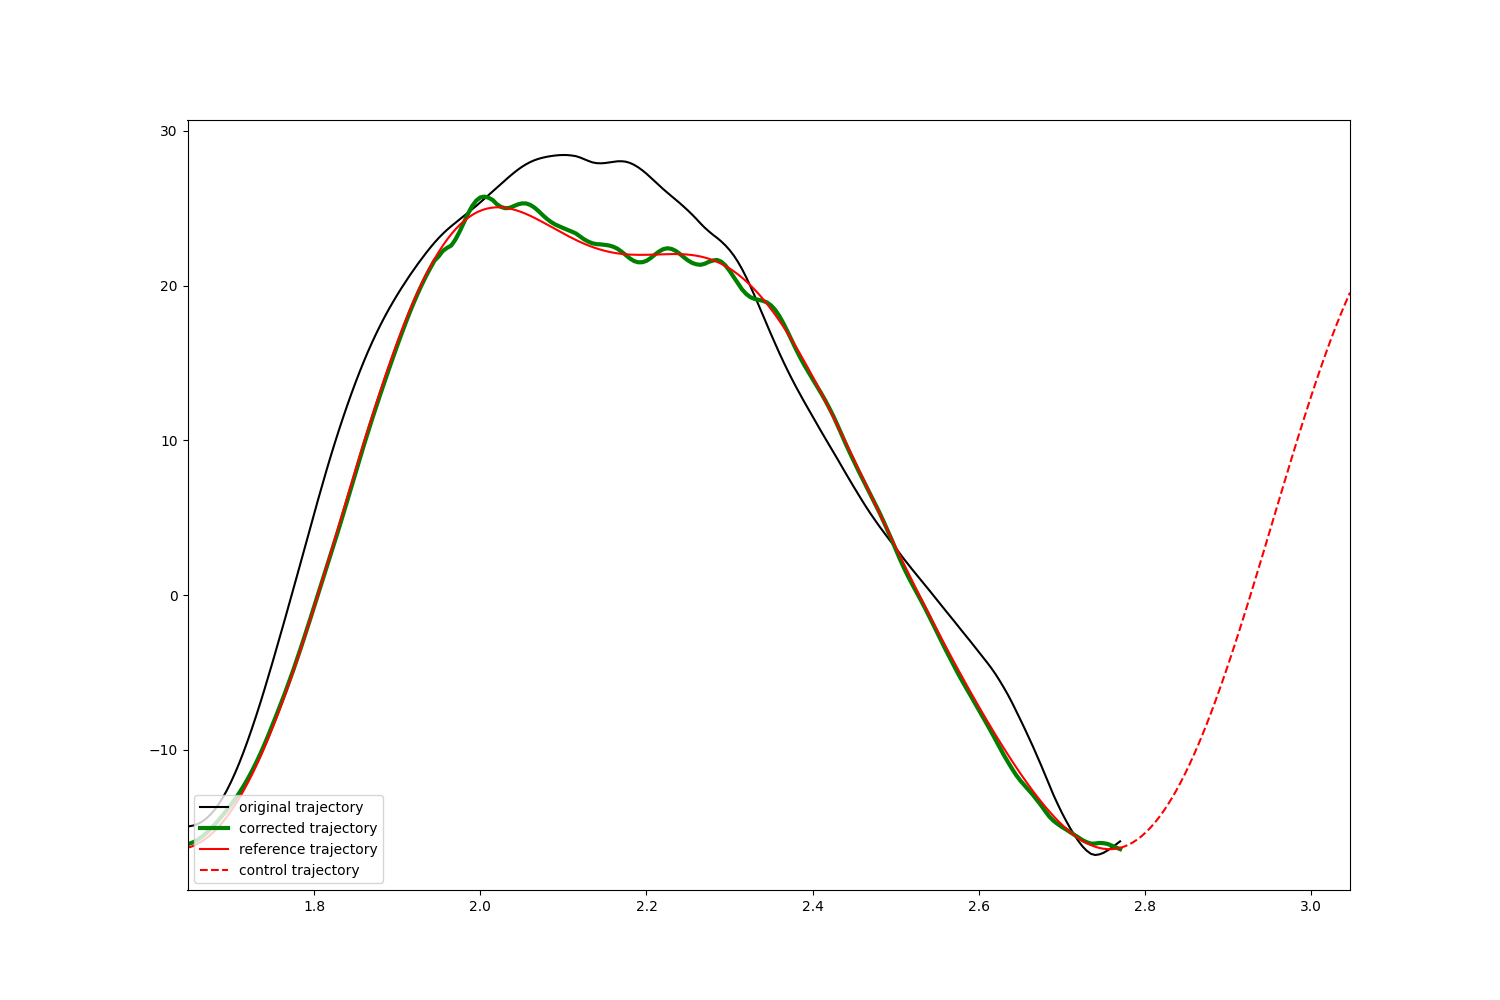 30
20
10
0
−10
original trajectory
corrected trajectory
reference trajectory
control trajectory
1.8 2.0 2.2 2.4 2.6 2.8 3.0